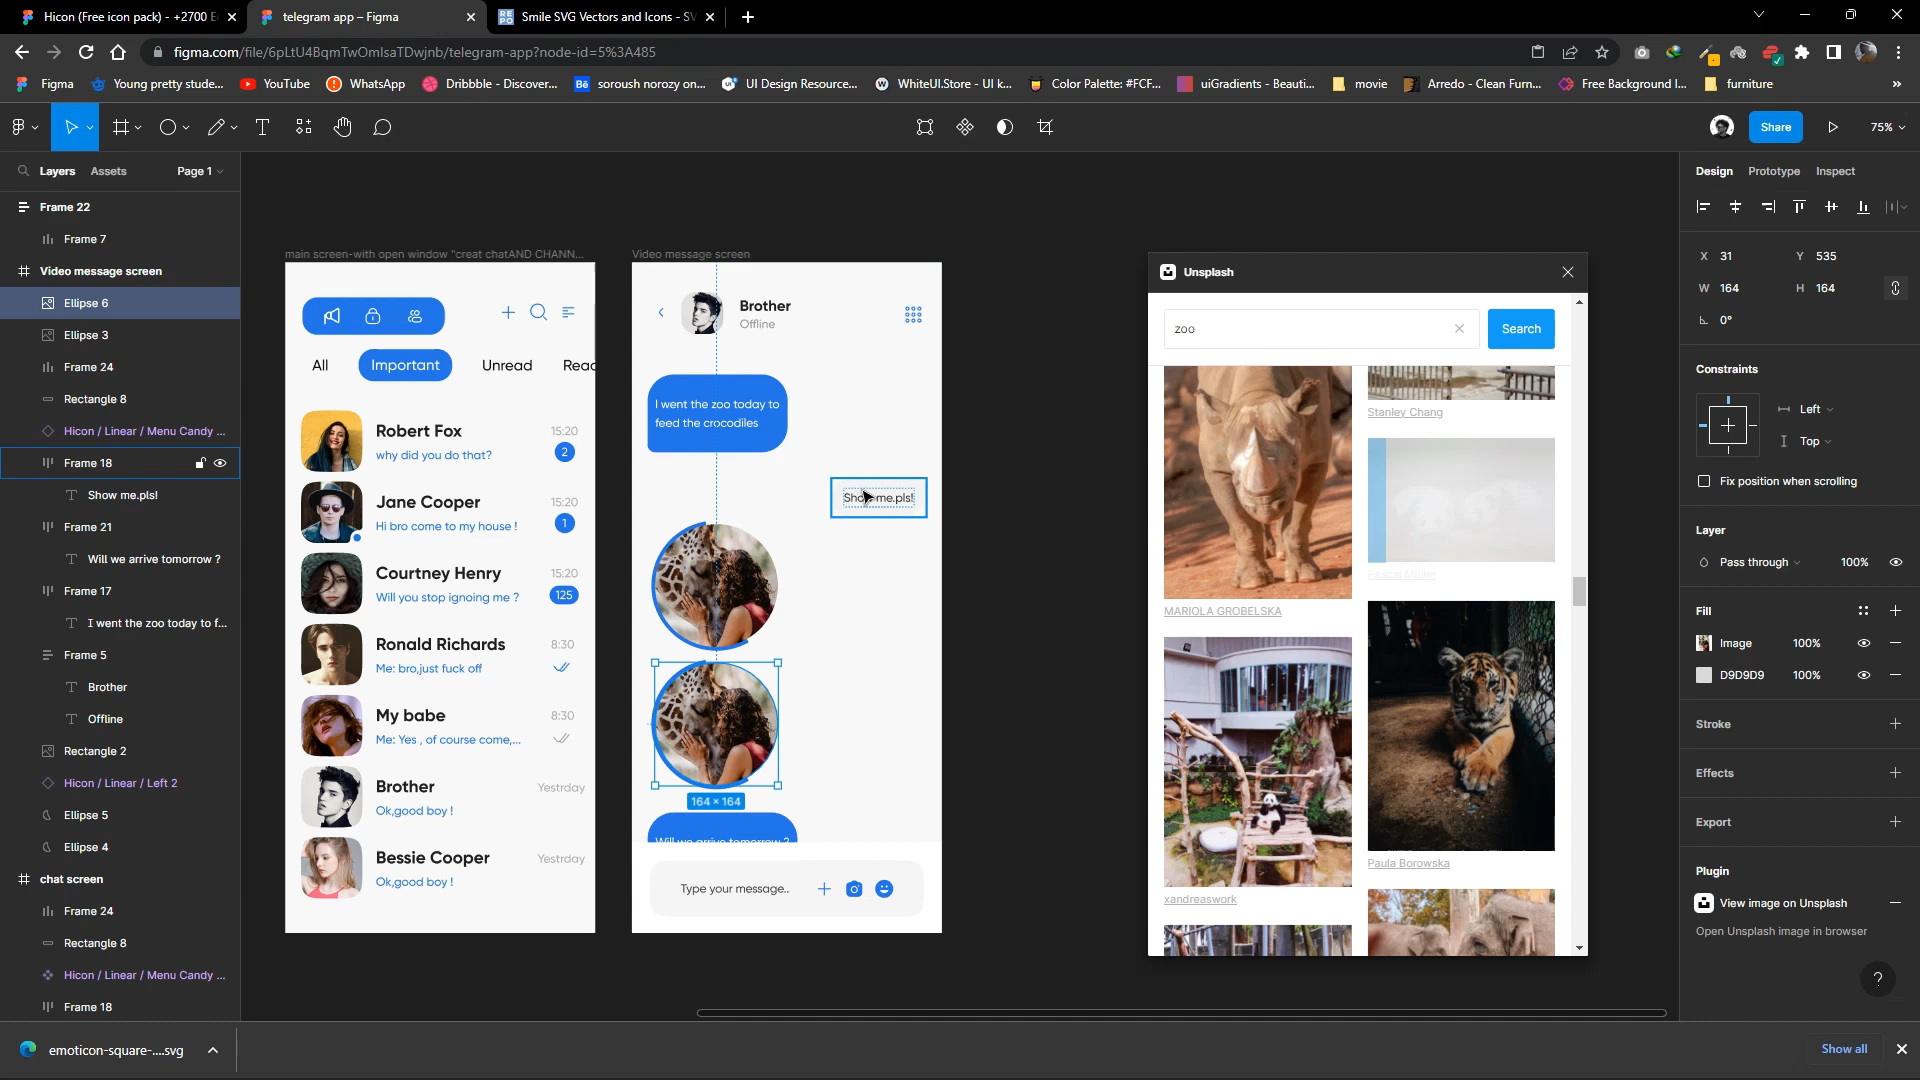 Hicon (Free icon pack) - +2700 E
telegram app – Figma
Smile SVG Vectors and Icons - SV
figma.com/file/6pLtU4BqmTwOmIsaTDwjnb/telegram-app?node-id=5%3A485
Figma
Young pretty stude...
YouTube
WhatsApp
Dribbble - Discover...
soroush norozy on...
UI Design Resource...
WhiteUI.Store - UI k...
Color Palette: #FCF...
uiGradients - Beauti...
movie
Arredo - Clean Furn...
Free Background I...
furniture
Share
75%
Layers
Assets
Page 1
Frame 22
Frame 7
Video message screen
Ellipse 6
Ellipse 3
Frame 24
Rectangle 8
Hicon / Linear / Menu Candy ...
Frame 18
Show me.pls!
Frame 21
Will we arrive tomorrow ?
Frame 17
I went the zoo today to f...
Frame 5
Brother
Offline
Rectangle 2
Hicon / Linear / Left 2
Ellipse 5
Ellipse 4
chat screen
Frame 24
Rectangle 8
Hicon / Linear / Menu Candy ...
Frame 18
main screen-with open window "creat chatAND CHANN...
All
Important
Unread
Read
Robert Fox
15:20
why did you do that?
2
Jane Cooper
15:20
Hi bro come to my house !
1
Courtney Henry
15:20
Will you stop ignoing me ?
125
Ronald Richards
8:30
Me: bro,just fuck off
My babe
8:30
Me: Yes , of course come,...
Brother
Yestrday
Ok,good boy !
Bessie Cooper
Yestrday
Ok,good boy !
Video message screen
Brother
Offline
I went the zoo today to
feed the crocodiles
Show me.pls!
164 × 164
Will we arrive tomorrow ?
Type your message..
Unsplash
zoo
Search
Stanley Chang
MARIOLA GROBELSKA
Pascal Müller
Paula Borowska
xandreaswork
Design
Prototype
Inspect
X 31
Y 535
W 164
H 164
0°
Constraints
Left
Top
Fix position when scrolling
Layer
Pass through
100%
Fill
Image
100%
D9D9D9
100%
Stroke
Effects
Export
Plugin
View image on Unsplash
Open Unsplash image in browser
?
emoticon-square-....svg
Show all